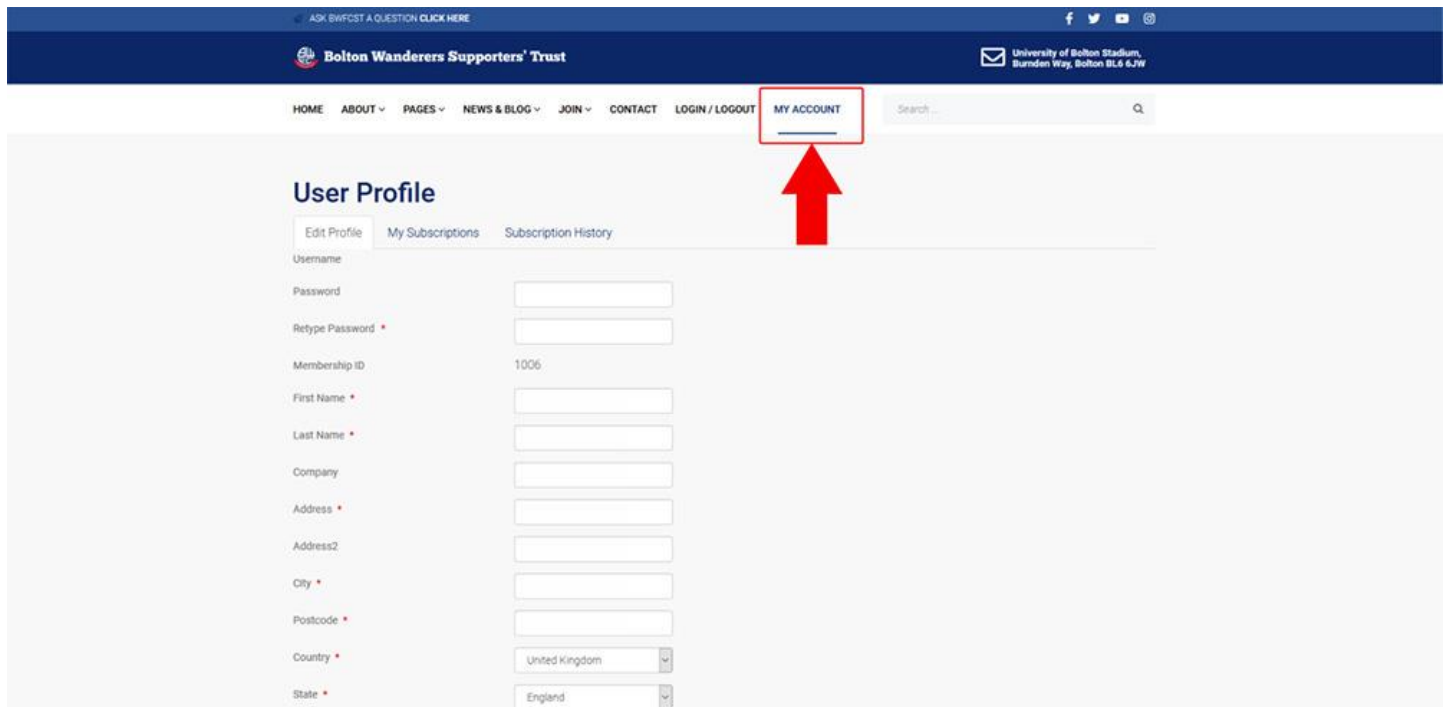 ASK BWFCST A QUESTION CLICK HERE
Bolton Wanderers Supporters' Trust
University of Bolton Stadium,
Burnden Way, Bolton BL6 6JW
HOME ABOUT PAGES NEWS & BLOG JOIN CONTACT LOGIN / LOGOUT MY ACCOUNT Search ...
User Profile
Edit Profile My Subscriptions Subscription History
Username
Password
Retype Password *
Membership ID 1006
First Name *
Last Name *
Company
Address *
Address2
City *
Postcode *
Country * United Kingdom
State * England